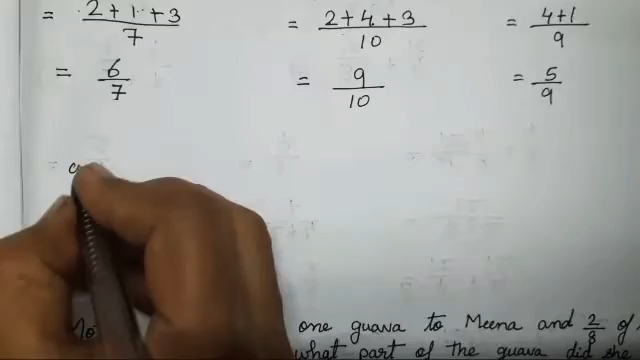 = 2+1+3/7 = 2+4+3/10 = 4+1/9
= 6/7 = 9/10 = 5/9
one guava to Meena and 2/8 of
what part of the guava did